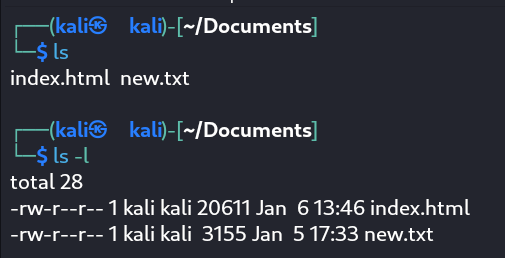 ┌──(kali㉿ kali)-[~/Documents]
└─$ ls
index.html new.txt
┌──(kali㉿ kali)-[~/Documents]
└─$ ls -l
total 28
-rw-r--r-- 1 kali kali 20611 Jan 6 13:46 index.html
-rw-r--r-- 1 kali kali 3155 Jan 5 17:33 new.txt